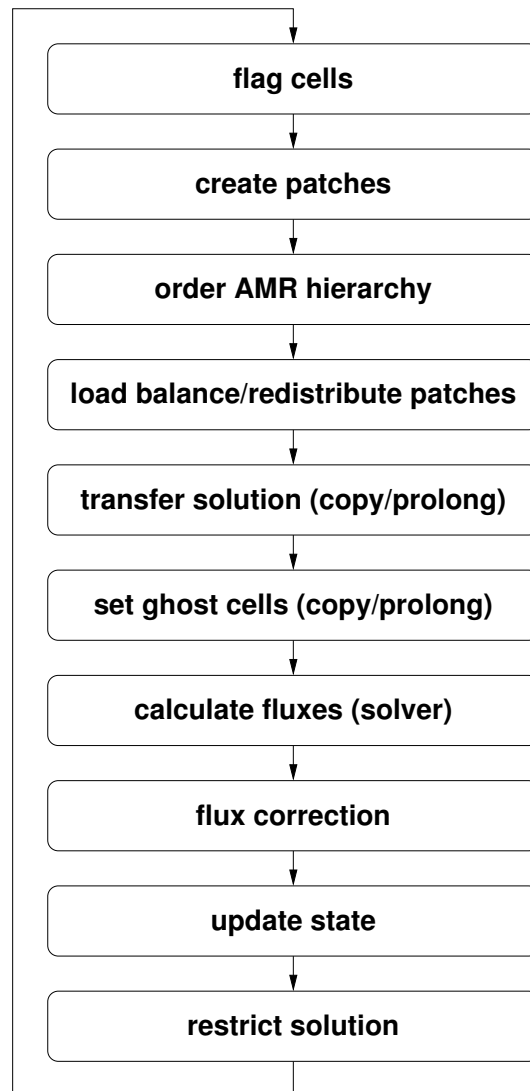 flag cells
create patches
order AMR hierarchy
load balance/redistribute patches
transfer solution (copy/prolong)
set ghost cells (copy/prolong)
calculate fluxes (solver)
flux correction
update state
restrict solution